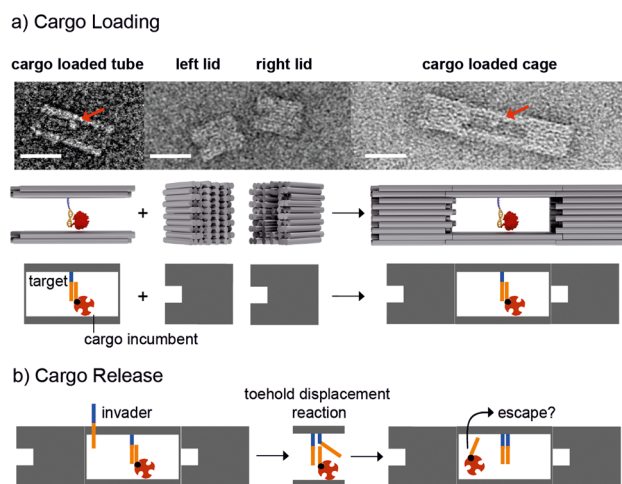 a) Cargo Loading
cargo loaded tube
left lid
right lid
cargo loaded cage
+
target
+
cargo incumbent
b) Cargo Release
invader
toehold displacement
reaction
escape?